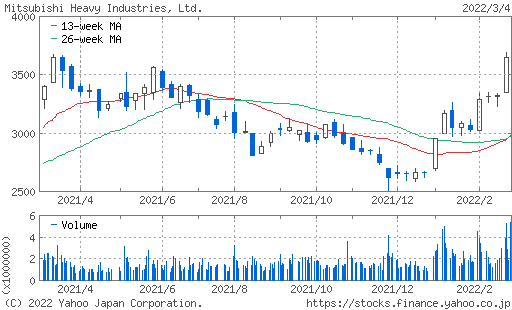 Mitsubishi Heavy Industries, Ltd. 2022/3/4
4000
13-week MA
26-week MA
3500
3000
2500
2021/4 2021/6 2021/8 2021/10 2021/12 2022/2
6
Volume
4
2
0
(x1000000)
2021/4 2021/6 2021/8 2021/10 2021/12 2022/2
(C) 2022 Yahoo Japan Corporation. https://stocks.finance.yahoo.co.jp/